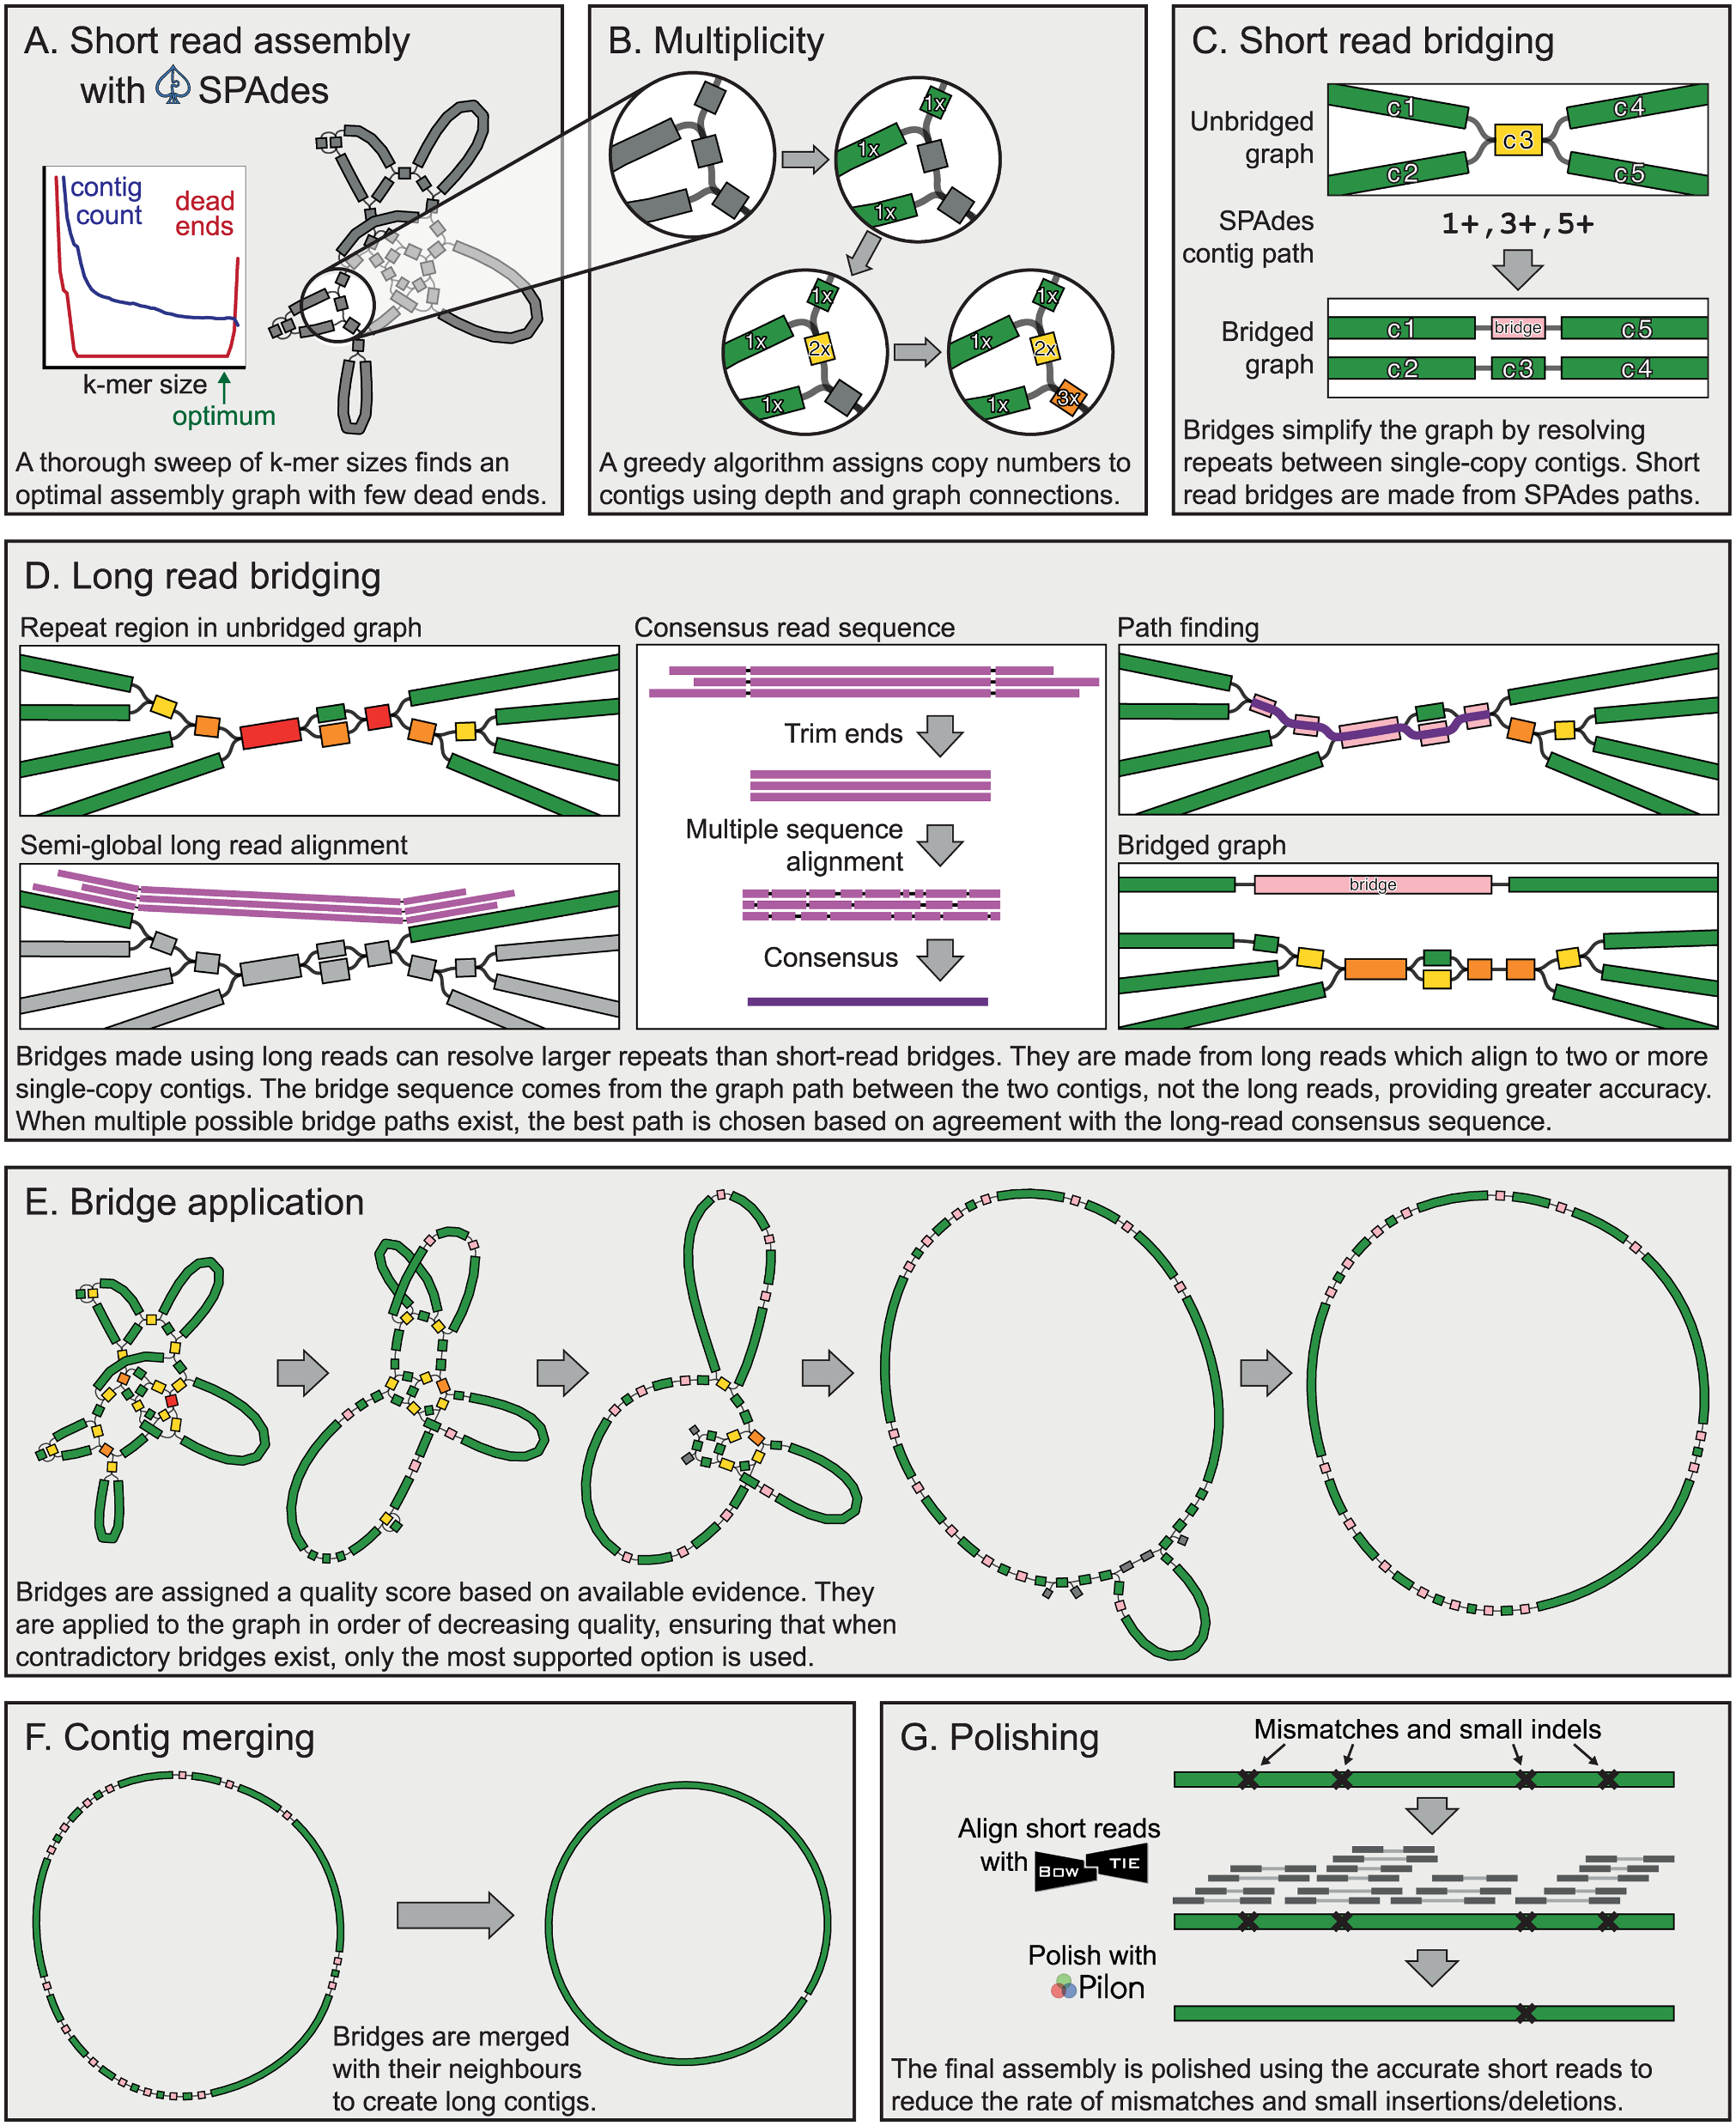 A. Short read assembly
with SPAdes
contig
count
dead
ends
k-mer size
optimum
A thorough sweep of k-mer sizes finds an
optimal assembly graph with few dead ends.
B. Multiplicity
1x
1x
1x
1x
1x
2x
1x
1x
1x
2x
1x
3x
A greedy algorithm assigns copy numbers to
contigs using depth and graph connections.
C. Short read bridging
Unbridged
graph
c1
c4
c3
c2
c5
SPAdes
contig path
1+,3+,5+
Bridged
graph
c1
bridge
c5
c2
c3
c4
Bridges simplify the graph by resolving
repeats between single-copy contigs. Short
read bridges are made from SPAdes paths.
D. Long read bridging
Repeat region in unbridged graph
Semi-global long read alignment
Consensus read sequence
Trim ends
Multiple sequence
alignment
Consensus
Path finding
Bridged graph
bridge
Bridges made using long reads can resolve larger repeats than short-read bridges. They are made from long reads which align to two or more
single-copy contigs. The bridge sequence comes from the graph path between the two contigs, not the long reads, providing greater accuracy.
When multiple possible bridge paths exist, the best path is chosen based on agreement with the long-read consensus sequence.
E. Bridge application
Bridges are assigned a quality score based on available evidence. They
are applied to the graph in order of decreasing quality, ensuring that when
contradictory bridges exist, only the most supported option is used.
F. Contig merging
Bridges are merged
with their neighbours
to create long contigs.
G. Polishing
Mismatches and small indels
Align short reads
with BOW TIE
Polish with
Pilon
The final assembly is polished using the accurate short reads to
reduce the rate of mismatches and small insertions/deletions.